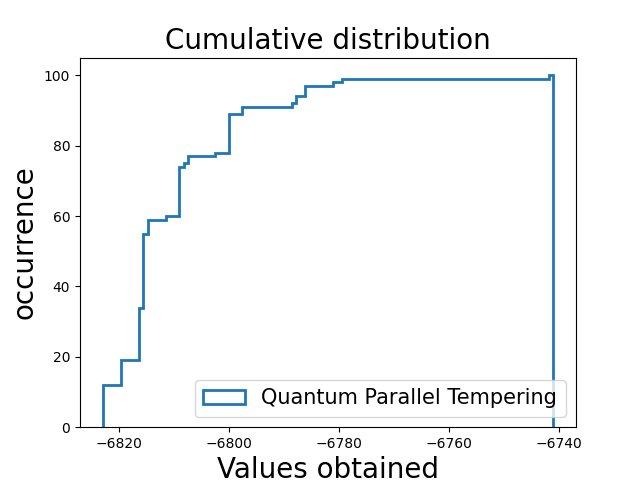 Cumulative distribution
100
80
60
40
20
0
occurrence
Quantum Parallel Tempering
−6820
−6800
−6780
−6760
−6740
Values obtained